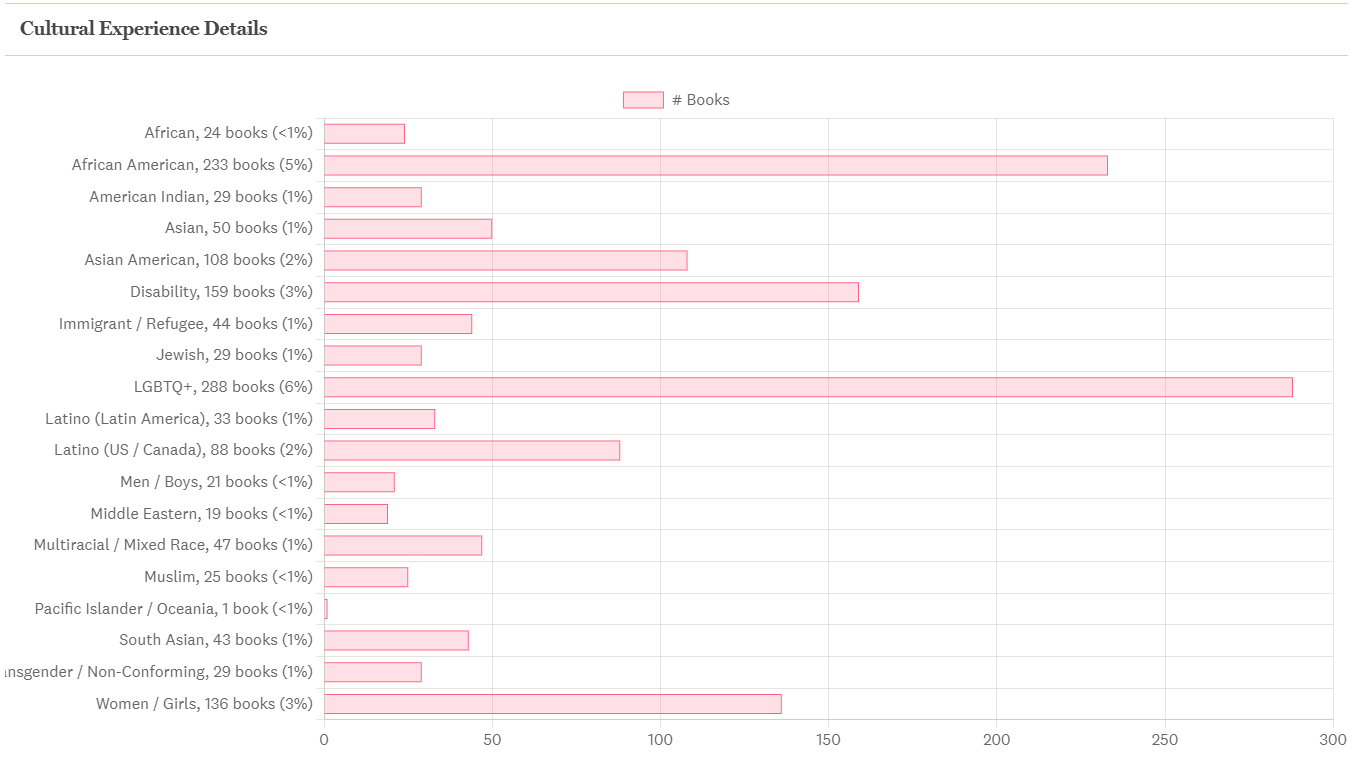 Cultural Experience Details
# Books
African, 24 books (<1%)
African American, 233 books (5%)
American Indian, 29 books (1%)
Asian, 50 books (1%)
Asian American, 108 books (2%)
Disability, 159 books (3%)
Immigrant / Refugee, 44 books (1%)
Jewish, 29 books (1%)
LGBTQ+, 288 books (6%)
Latino (Latin America), 33 books (1%)
Latino (US / Canada), 88 books (2%)
Men / Boys, 21 books (<1%)
Middle Eastern, 19 books (<1%)
Multiracial / Mixed Race, 47 books (1%)
Muslim, 25 books (<1%)
Pacific Islander / Oceania, 1 book (<1%)
South Asian, 43 books (1%)
nsgender / Non-Conforming, 29 books (1%)
Women / Girls, 136 books (3%)
0 50 100 150 200 250 300